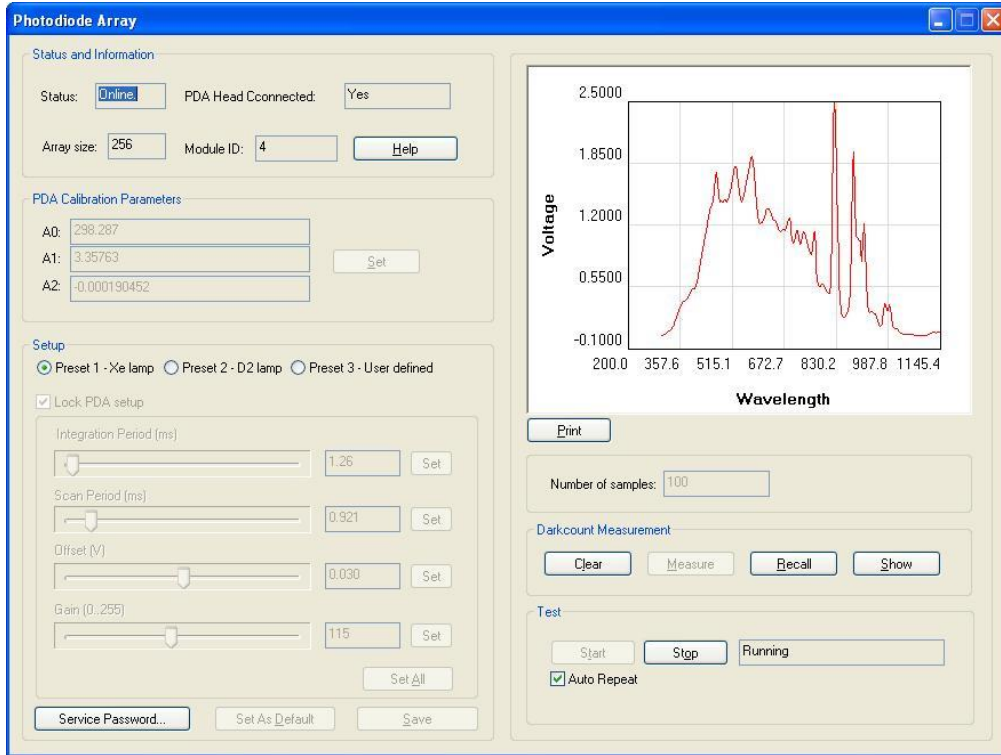 Photodiode Array
Status and Information
Status: Online. PDA Head Cconnected: Yes
Array size: 256 Module ID: 4 Help
PDA Calibration Parameters
A0: 298.287
A1: 3.35763
A2: -0.000190452
Set
Setup
Preset 1 - Xe lamp Preset 2 - D2 lamp Preset 3 - User defined
Lock PDA setup
Integration Period (ms)
1.26 Set
Scan Period (ms)
0.921 Set
Offset (V)
0.030 Set
Gain (0..255)
115 Set
Set All
Service Password... Set As Default Save
Voltage
2.5000
1.8500
1.2000
0.5500
-0.1000
200.0 357.6 515.1 672.7 830.2 987.8 1145.4
Wavelength
Print
Number of samples: 100
Darkcount Measurement
Clear Measure Recall Show
Test
Start Stop Running
Auto Repeat